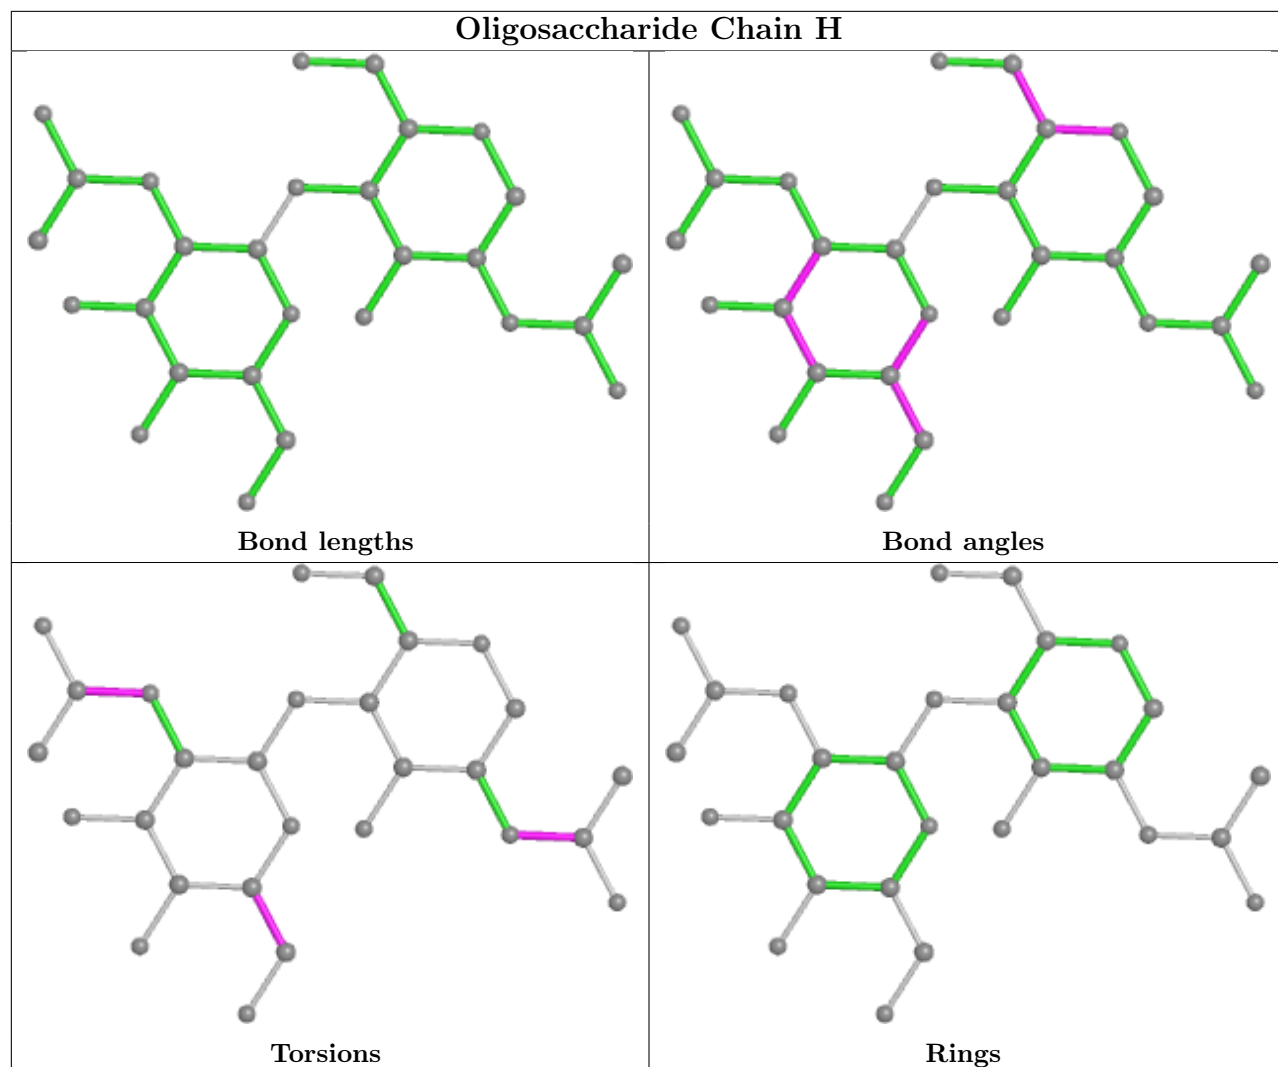 Oligosaccharide Chain H
Bond lengths
Bond angles
Torsions
Rings